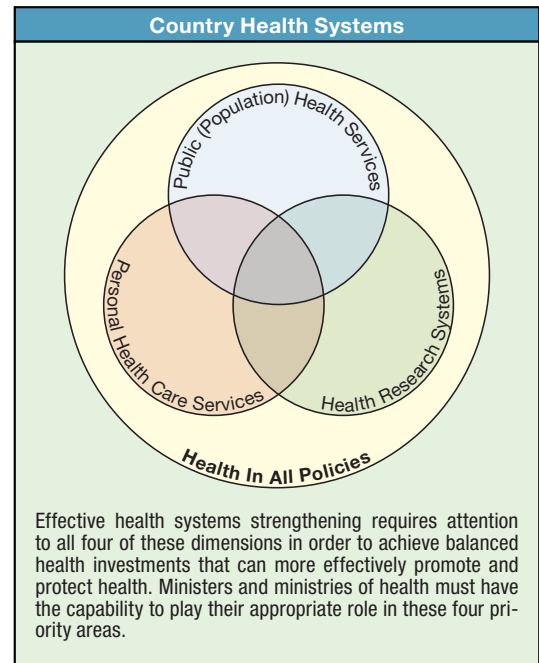 Country Health Systems
Public (Population) Health Services
Personal Health Care Services
Health Research Systems
Health In All Policies
Effective health systems strengthening requires attention
to all four of these dimensions in order to achieve balanced
health investments that can more effectively promote and
protect health. Ministers and ministries of health must have
the capability to play their appropriate role in these four pri-
ority areas.